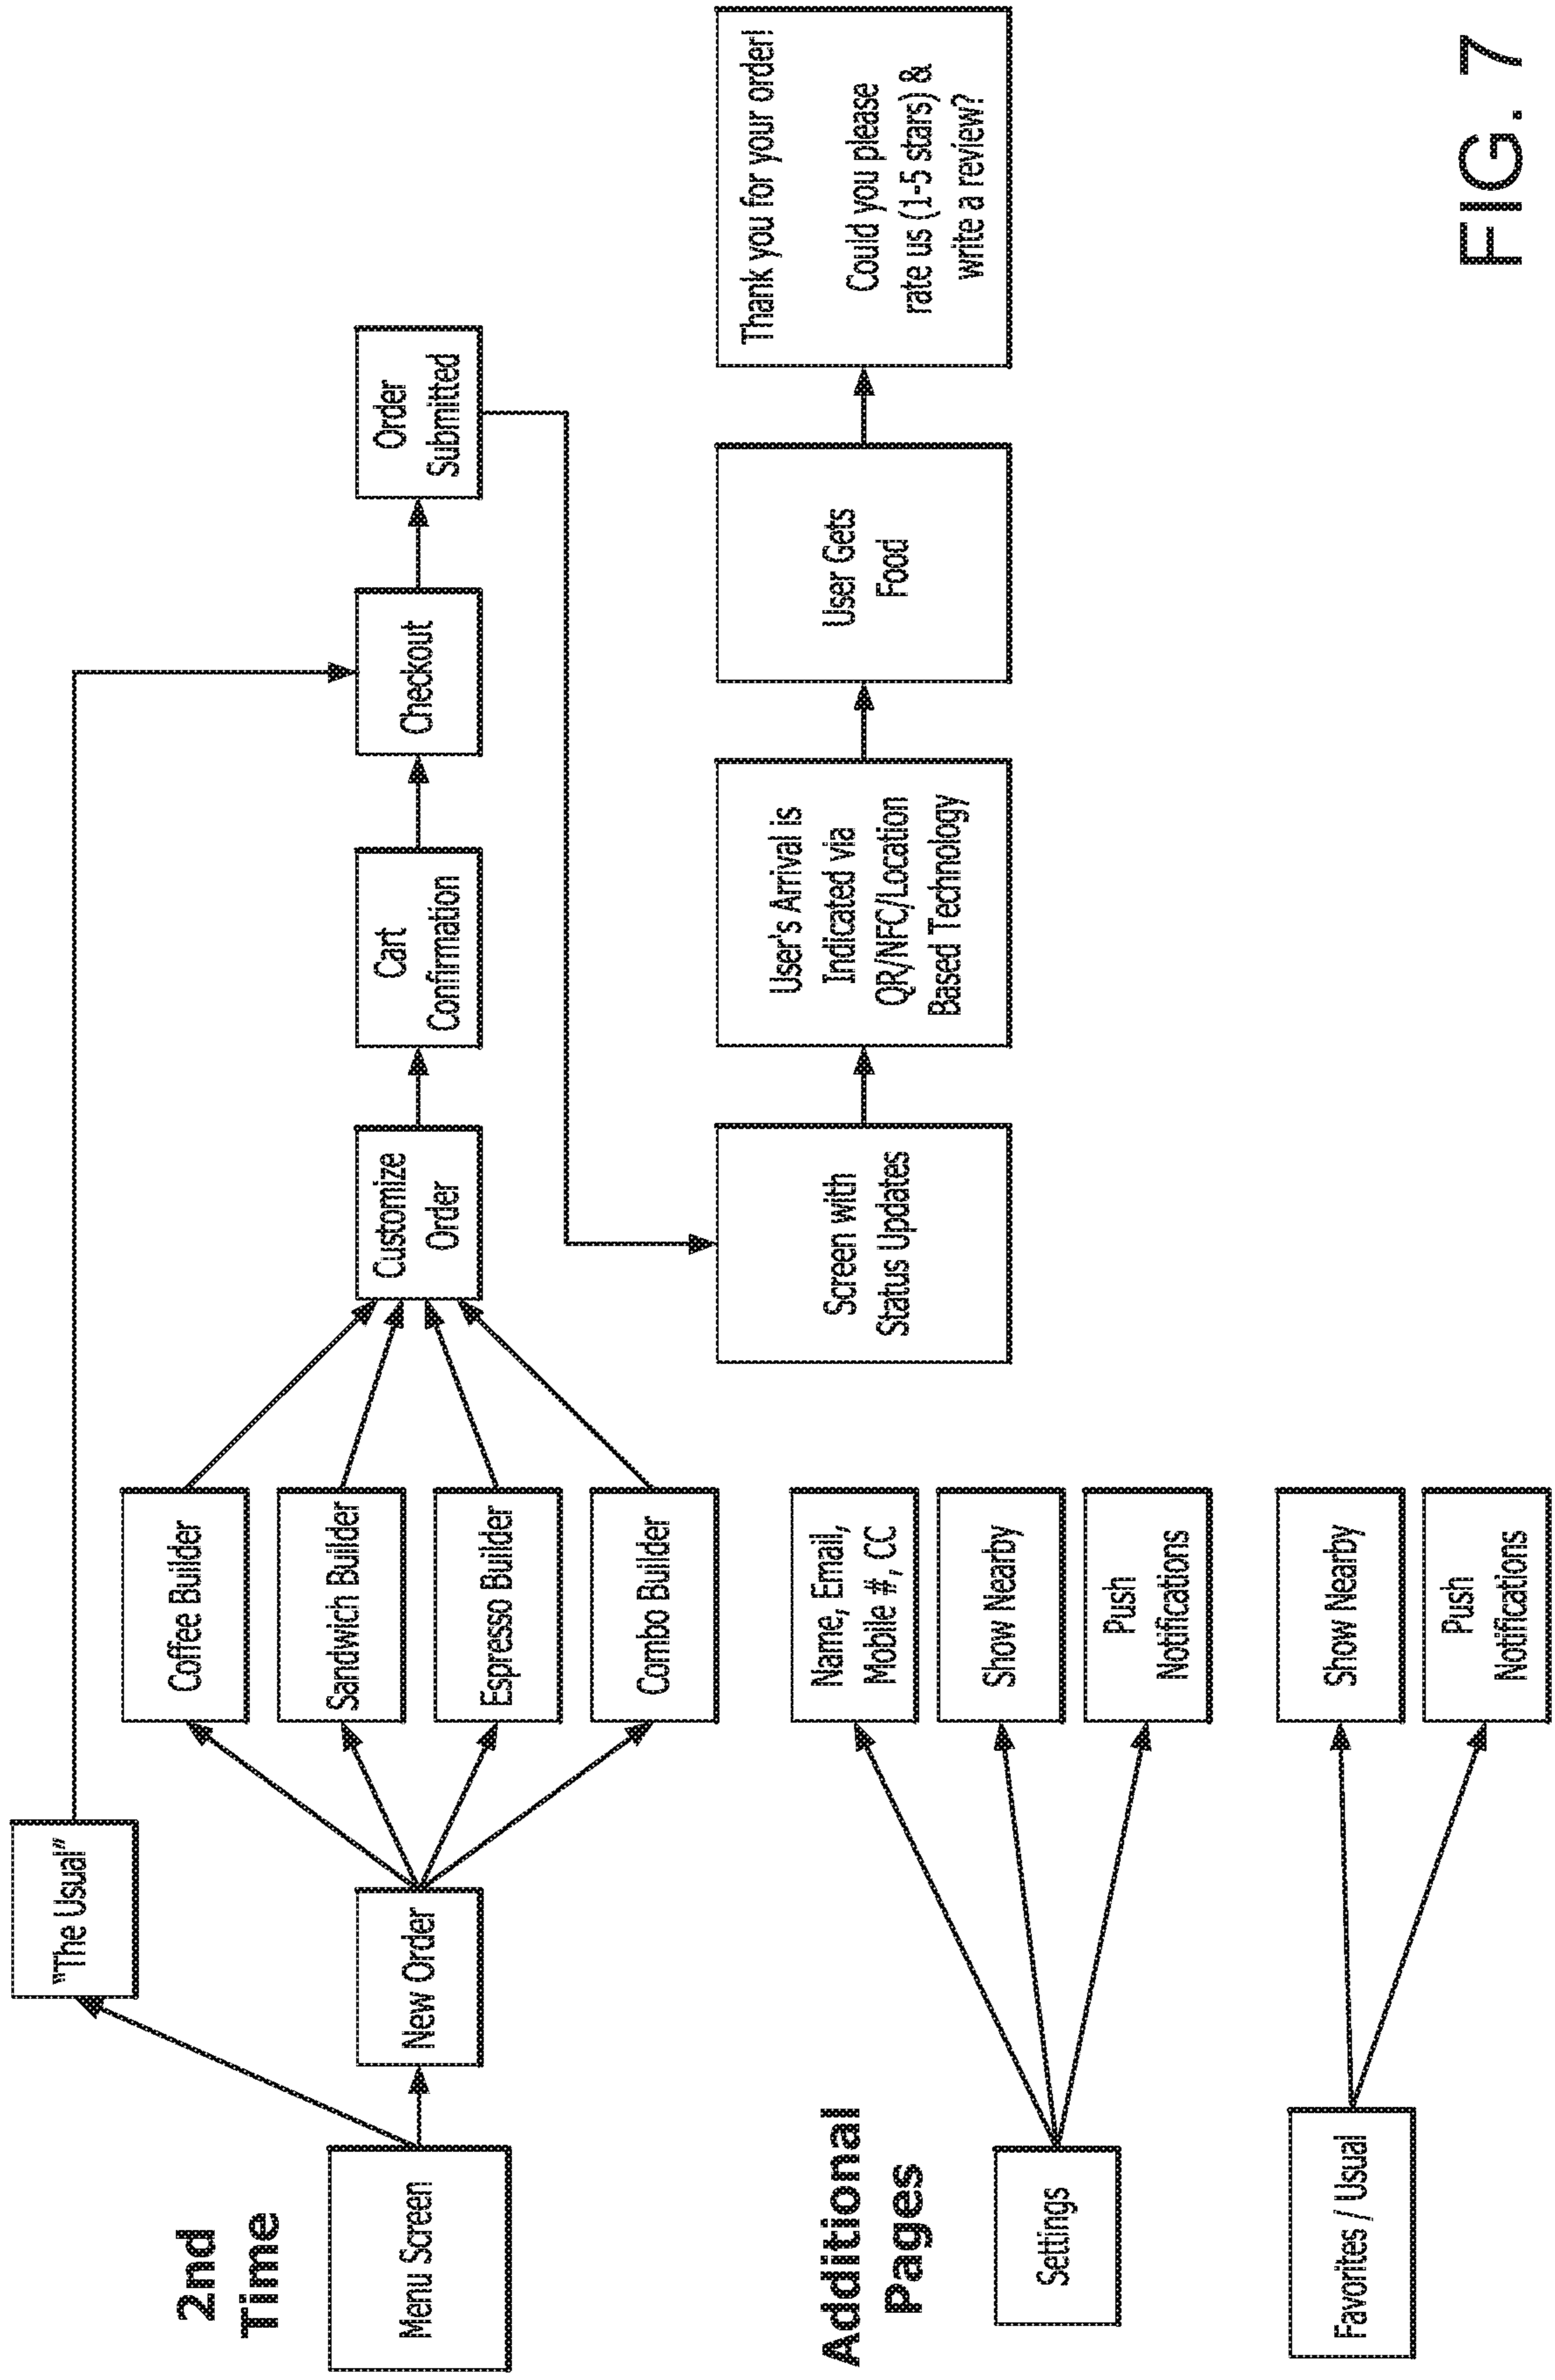 2nd
Time
"The Usual"
Menu Screen
New Order
Coffee Builder
Sandwich Builder
Espresso Builder
Combo Builder
Customize
Order
Cart
Confirmation
Checkout
Order
Submitted
Screen with
Status Updates
User's Arrival is
Indicated via
QR/NFC/Location
Based Technology
User Gets
Food
Thank you for your order!
Could you please
rate us (1-5 stars) &
write a review?
Additional
Pages
Settings
Name, Email,
Mobile #, CC
Show Nearby
Push
Notifications
Favorites / Usual
Show Nearby
Push
Notifications
FIG. 7